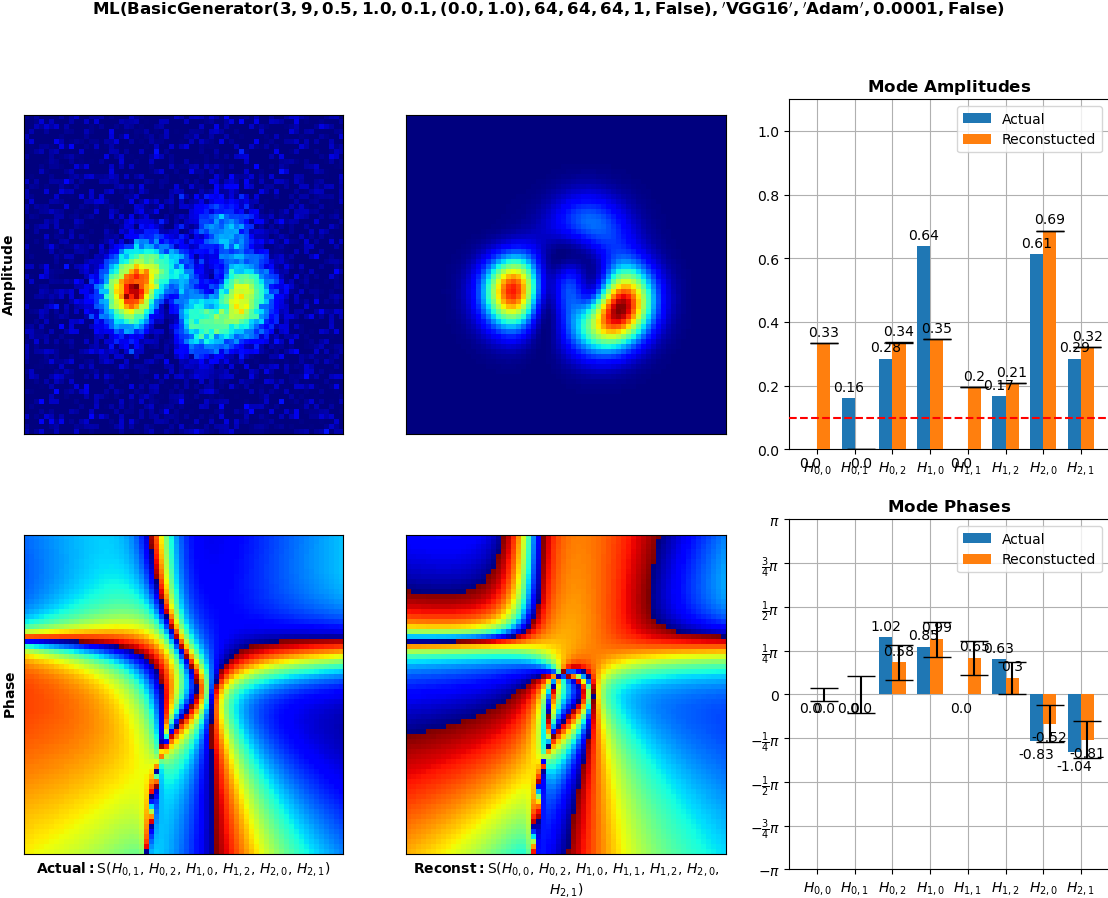 ML(BasicGenerator(3, 9, 0.5, 1.0, 0.1, (0.0, 1.0), 64, 64, 64, 1, False), ′VGG16′, ′Adam′, 0.0001, False)
Amplitude
Mode Amplitudes
Actual
Reconstucted
1.0
0.8
0.6
0.4
0.2
0.0
0.0 0.33
0.16 0.0
0.28 0.34
0.64 0.35
0.0 0.2
0.17 0.21
0.61 0.69
0.29 0.32
H0,0 H0,1 H0,2 H1,0 H1,1 H1,2 H2,0 H2,1
Phase
Actual: S(H0,1, H0,2, H1,0, H1,2, H2,0, H2,1)
Reconst: S(H0,0, H0,2, H1,0, H1,1, H1,2, H2,0,
H2,1)
Mode Phases
Actual
Reconstucted
π
3/4π
1/2π
1/4π
0
−1/4π
−1/2π
−3/4π
−π
0.0 0.0
0.0 0.0
1.02 0.58
0.85 0.99
0.0 0.65
0.63 0.3
-0.83 -0.52
-1.04 -0.81
H0,0 H0,1 H0,2 H1,0 H1,1 H1,2 H2,0 H2,1